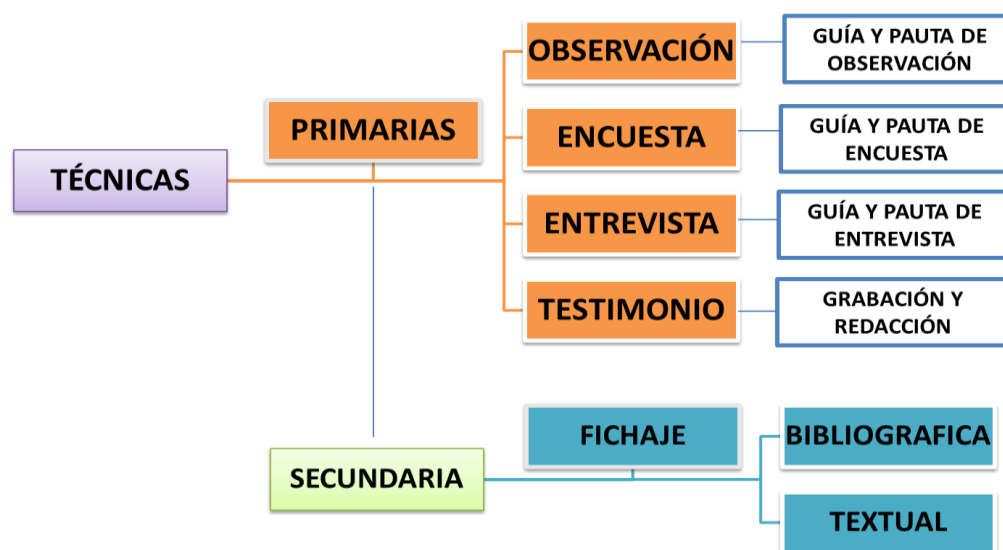 TÉCNICAS
PRIMARIAS
OBSERVACIÓN
GUÍA Y PAUTA DE
OBSERVACIÓN
ENCUESTA
GUÍA Y PAUTA DE
ENCUESTA
ENTREVISTA
GUÍA Y PAUTA DE
ENTREVISTA
TESTIMONIO
GRABACIÓN Y
REDACCIÓN
SECUNDARIA
FICHAJE
BIBLIOGRAFICA
TEXTUAL